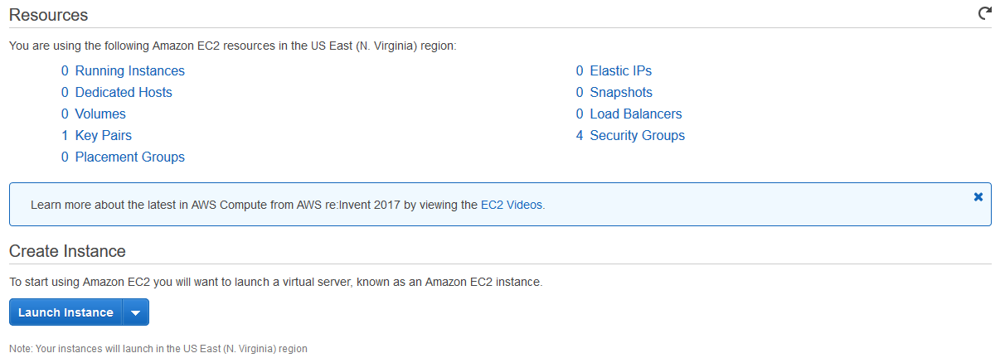 Resources
You are using the following Amazon EC2 resources in the US East (N. Virginia) region:
0 Running Instances
0 Elastic IPs
0 Dedicated Hosts
0 Snapshots
0 Volumes
0 Load Balancers
1 Key Pairs
4 Security Groups
0 Placement Groups
Learn more about the latest in AWS Compute from AWS re:Invent 2017 by viewing the EC2 Videos.
Create Instance
To start using Amazon EC2 you will want to launch a virtual server, known as an Amazon EC2 instance.
Launch Instance
Note: Your instances will launch in the US East (N. Virginia) region